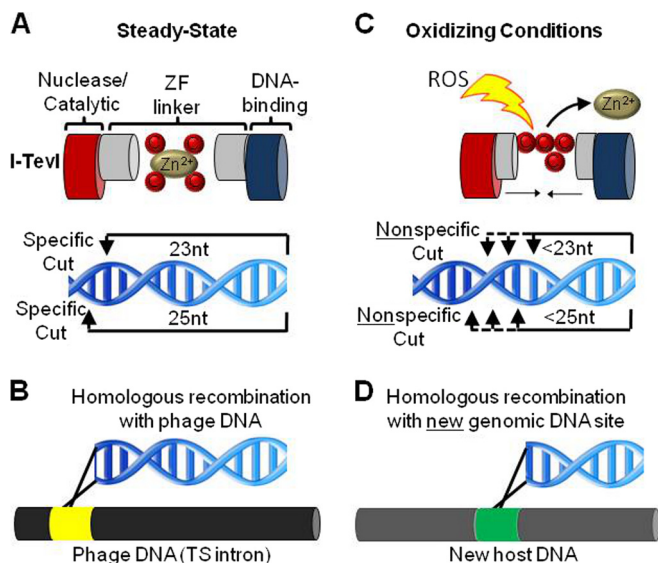 A
Steady-State
Nuclease/
Catalytic
ZF
linker
DNA-
binding
I-TevI
Zn2+
Specific
Cut
23nt
Specific
Cut
25nt
B
Homologous recombination
with phage DNA
Phage DNA (TS intron)
C
Oxidizing Conditions
ROS
Zn2+
Nonspecific
Cut
<23nt
Nonspecific
Cut
<25nt
D
Homologous recombination
with new genomic DNA site
New host DNA